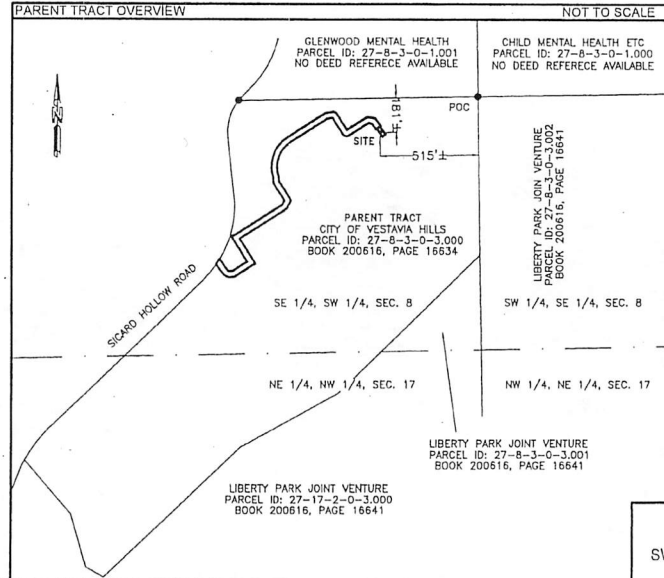 PARENT TRACT OVERVIEW
NOT TO SCALE
GLENWOOD MENTAL HEALTH
PARCEL ID: 27-8-3-0-1.001
NO DEED REFERECE AVAILABLE
CHILD MENTAL HEALTH ETC
PARCEL ID: 27-8-3-0-1.000
NO DEED REFERECE AVAILABLE
N
181'±
POC
SITE
515'±
LIBERTY PARK JOIN VENTURE
PARCEL ID: 27-8-3-0-3.002
BOOK 200616, PAGE 16641
PARENT TRACT
CITY OF VESTAVIA HILLS
PARCEL ID: 27-8-3-0-3.000
BOOK 200616, PAGE 16634
SICARD HOLLOW ROAD
SE 1/4, SW 1/4, SEC. 8
SW 1/4, SE 1/4, SEC. 8
NE 1/4, NW 1/4, SEC. 17
NW 1/4, NE 1/4, SEC. 17
LIBERTY PARK JOINT VENTURE
PARCEL ID: 27-8-3-0-3.001
BOOK 200616, PAGE 16641
LIBERTY PARK JOINT VENTURE
PARCEL ID: 27-17-2-0-3.000
BOOK 200616, PAGE 16641